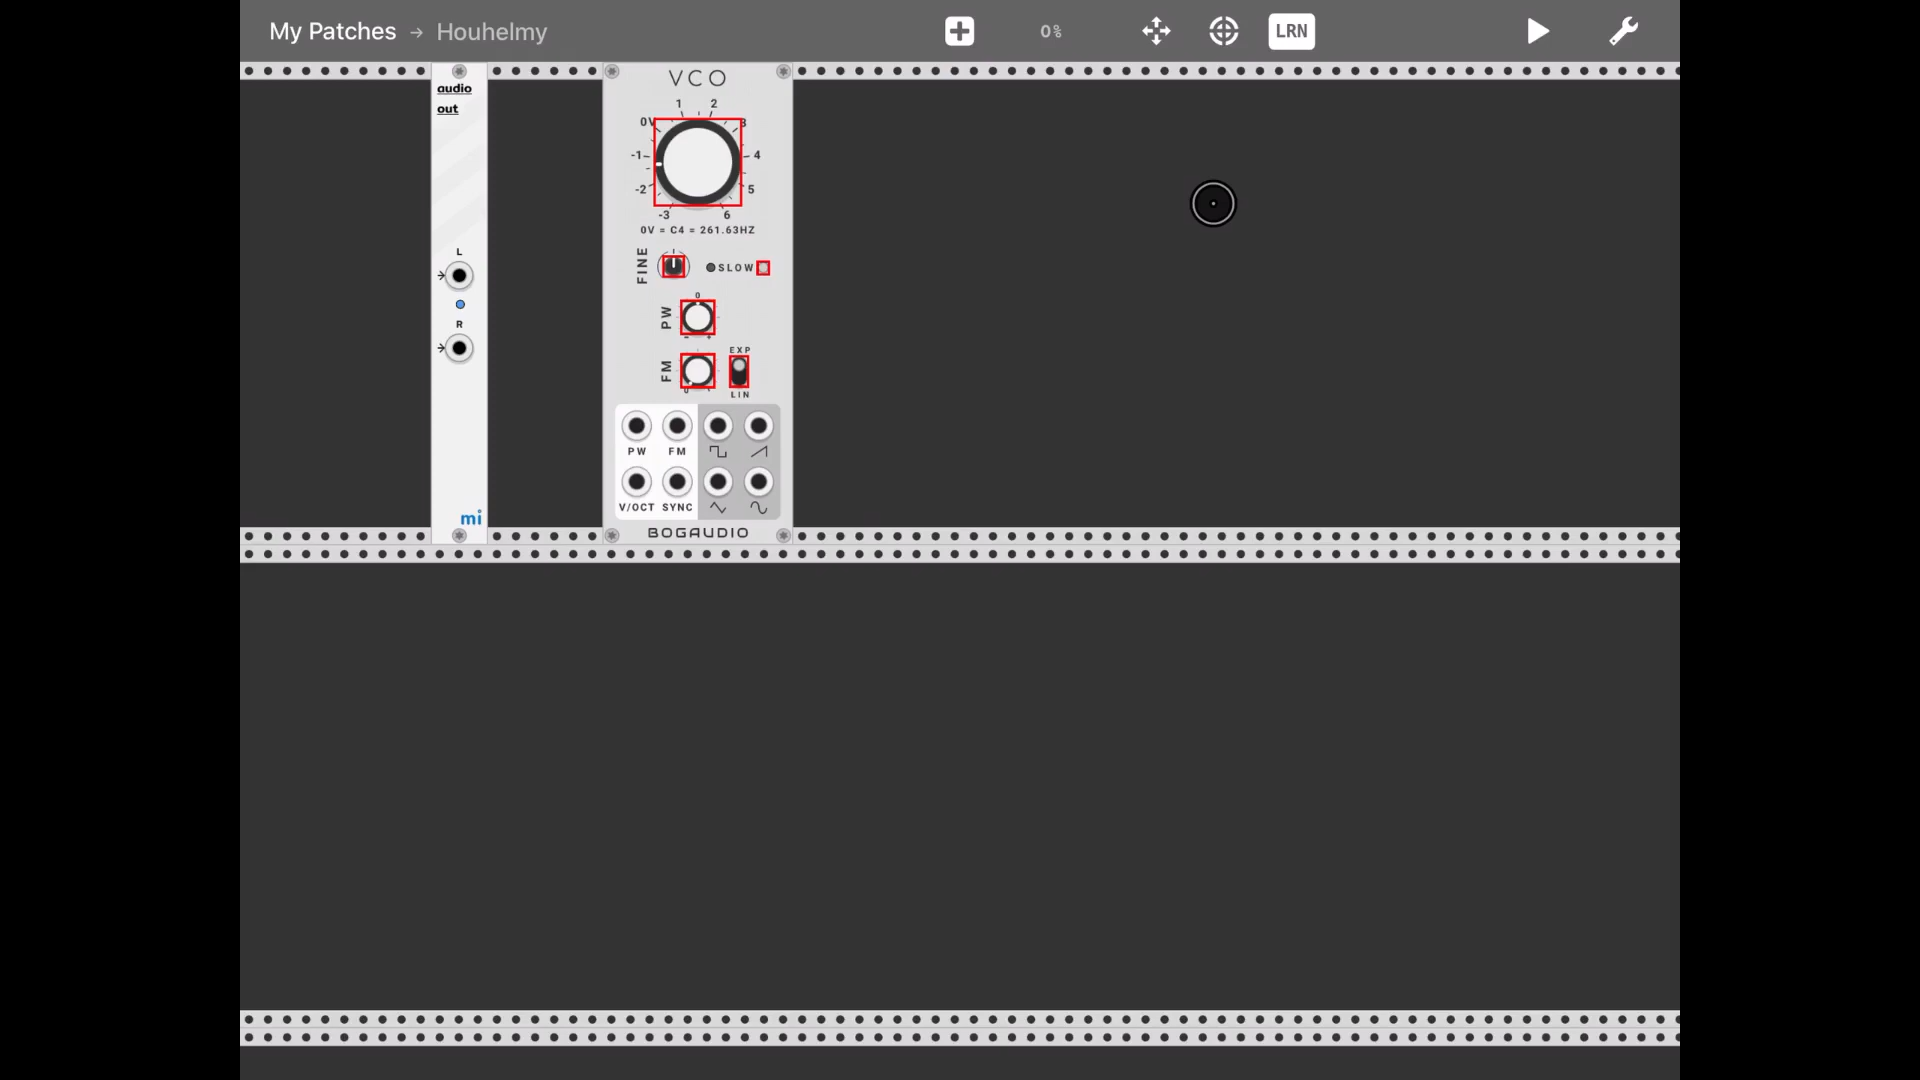 My Patches → Houhelmy
0%
LRN
audio
out
L
R
mi
VCO
1 2
0V 3
-1 4
-2 5
-3 6
0V = C4 = 261.63HZ
FINE
SLOW
PW
0
- +
FM
0
EXP
LIN
PW FM
V/OCT SYNC
BOGAUDIO